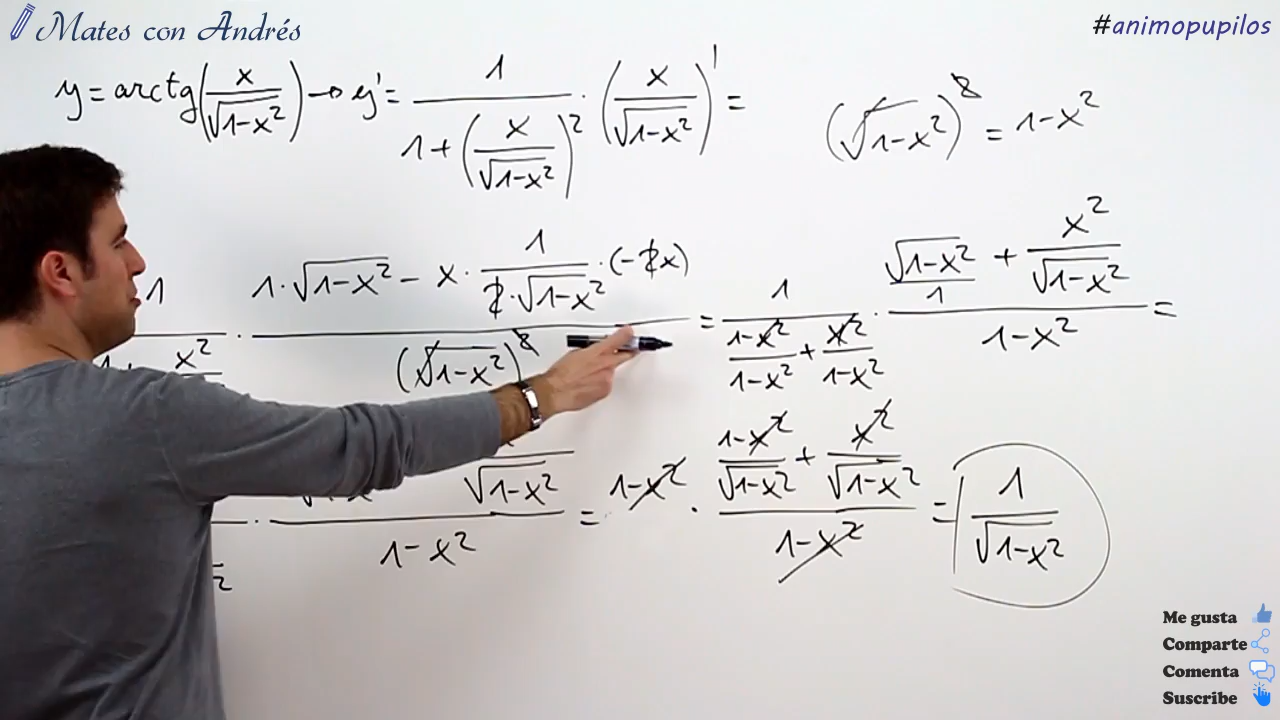 Mates con Andrés
#animopupilos
y = arctg(x/√(1-x²)) → y' = 1/(1+(x/√(1-x²))²) · (x/√(1-x²))' =
(√(1-x²))² = 1-x²
1/(1+ x²/) · (1·√(1-x²) - x · 1/(2·√(1-x²)) · (-2x))/(√(1-x²))² = 1/((1-x²)/(1-x²) + x²/(1-x²)) · (√(1-x²)/1 + x²/√(1-x²))/(1-x²) =
√(1-x²) / (1-x²) = 1-x² · ((1-x²)/√(1-x²) + x²/√(1-x²))/(1-x²) = 1/√(1-x²)
Me gusta
Comparte
Comenta
Suscribe